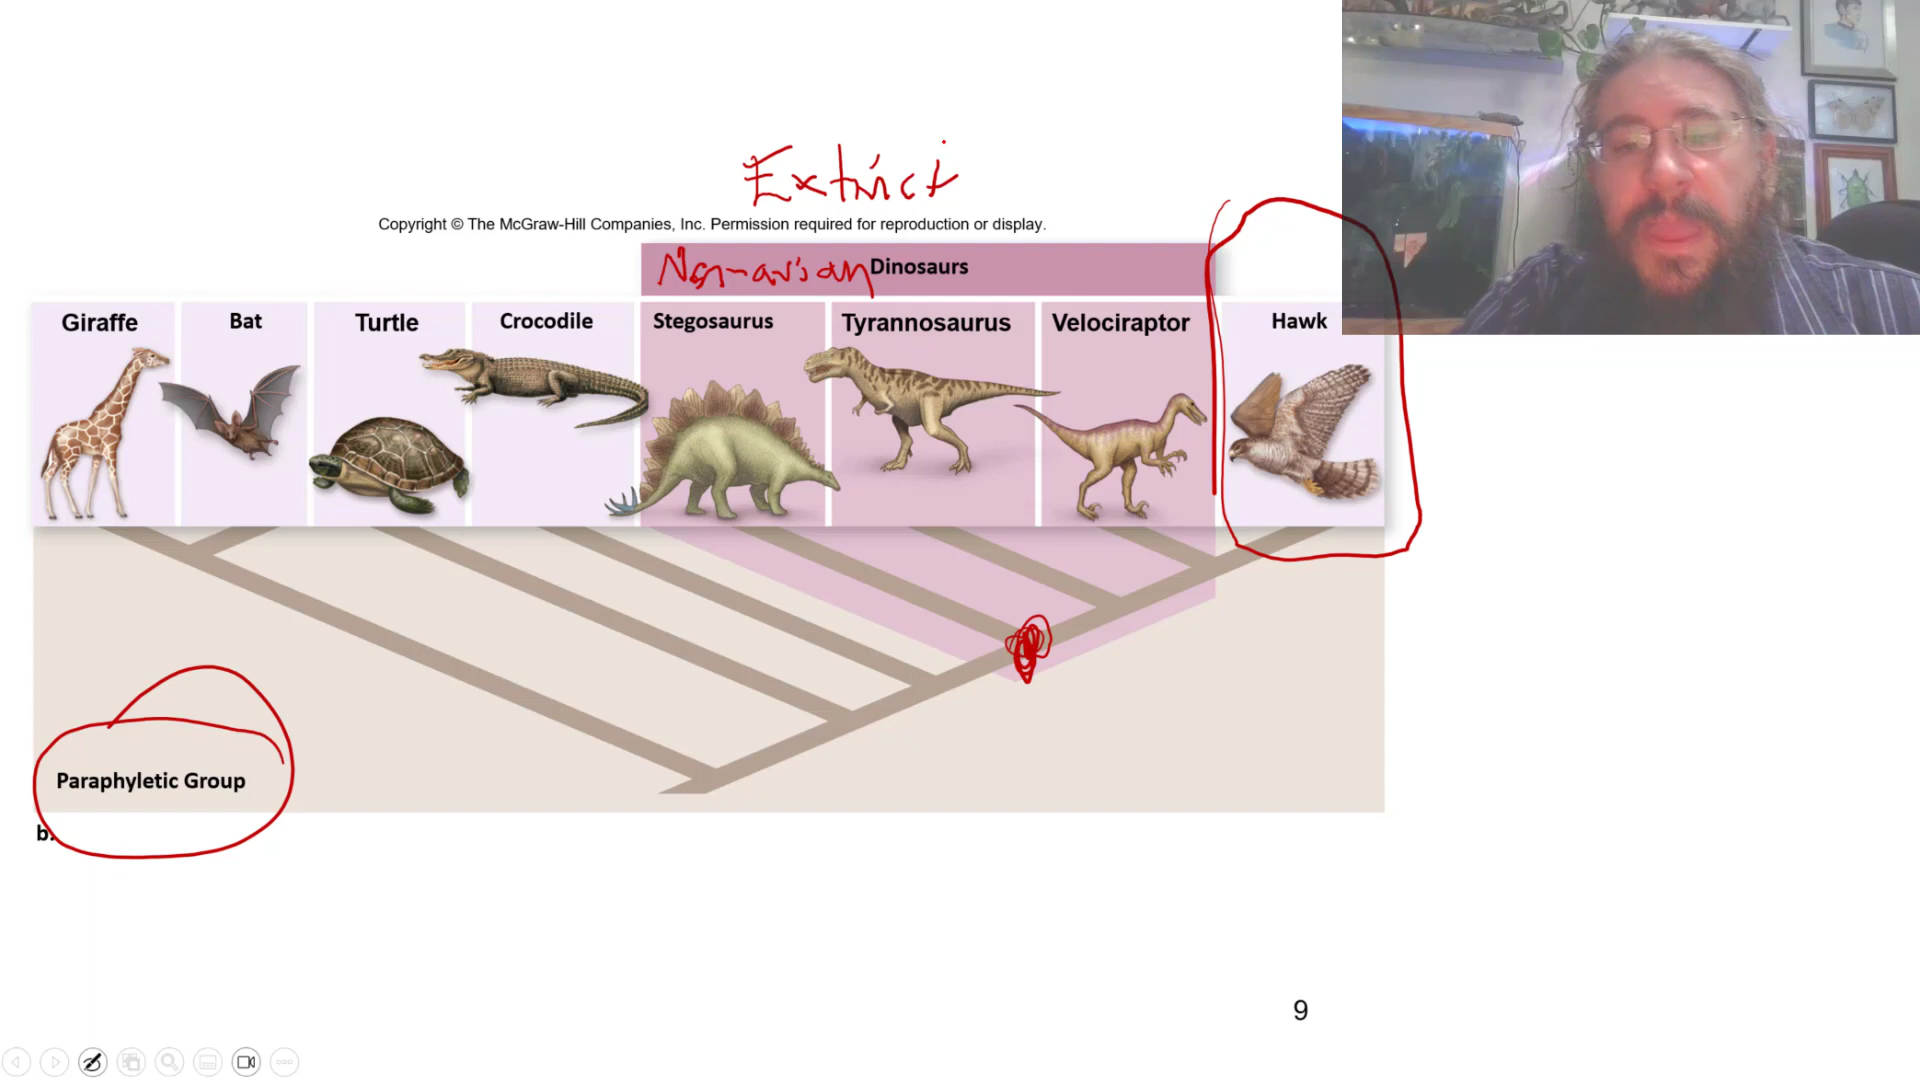 Extinct
Copyright © The McGraw-Hill Companies, Inc. Permission required for reproduction or display.
Non-avian Dinosaurs
Giraffe Bat Turtle Crocodile Stegosaurus Tyrannosaurus Velociraptor Hawk
Paraphyletic Group
b.
9